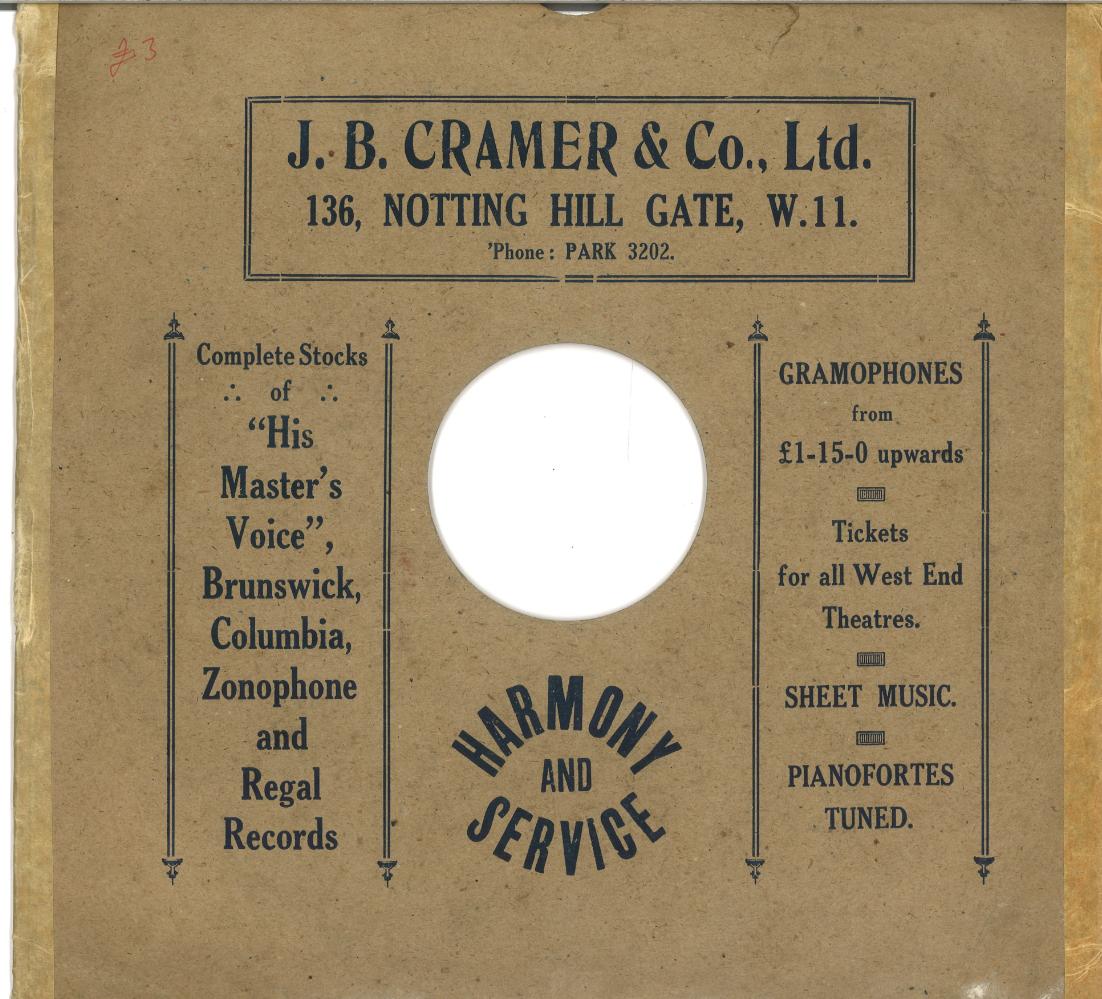 £3
J. B. CRAMER & Co., Ltd.
136, NOTTING HILL GATE, W.11.
'Phone: PARK 3202.
Complete Stocks
∴ of ∴
“His
Master's
Voice”,
Brunswick,
Columbia,
Zonophone
and
Regal
Records
HARMONY
AND
SERVICE
GRAMOPHONES
from
£1-15-0 upwards
Tickets
for all West End
Theatres.
SHEET MUSIC.
PIANOFORTES
TUNED.